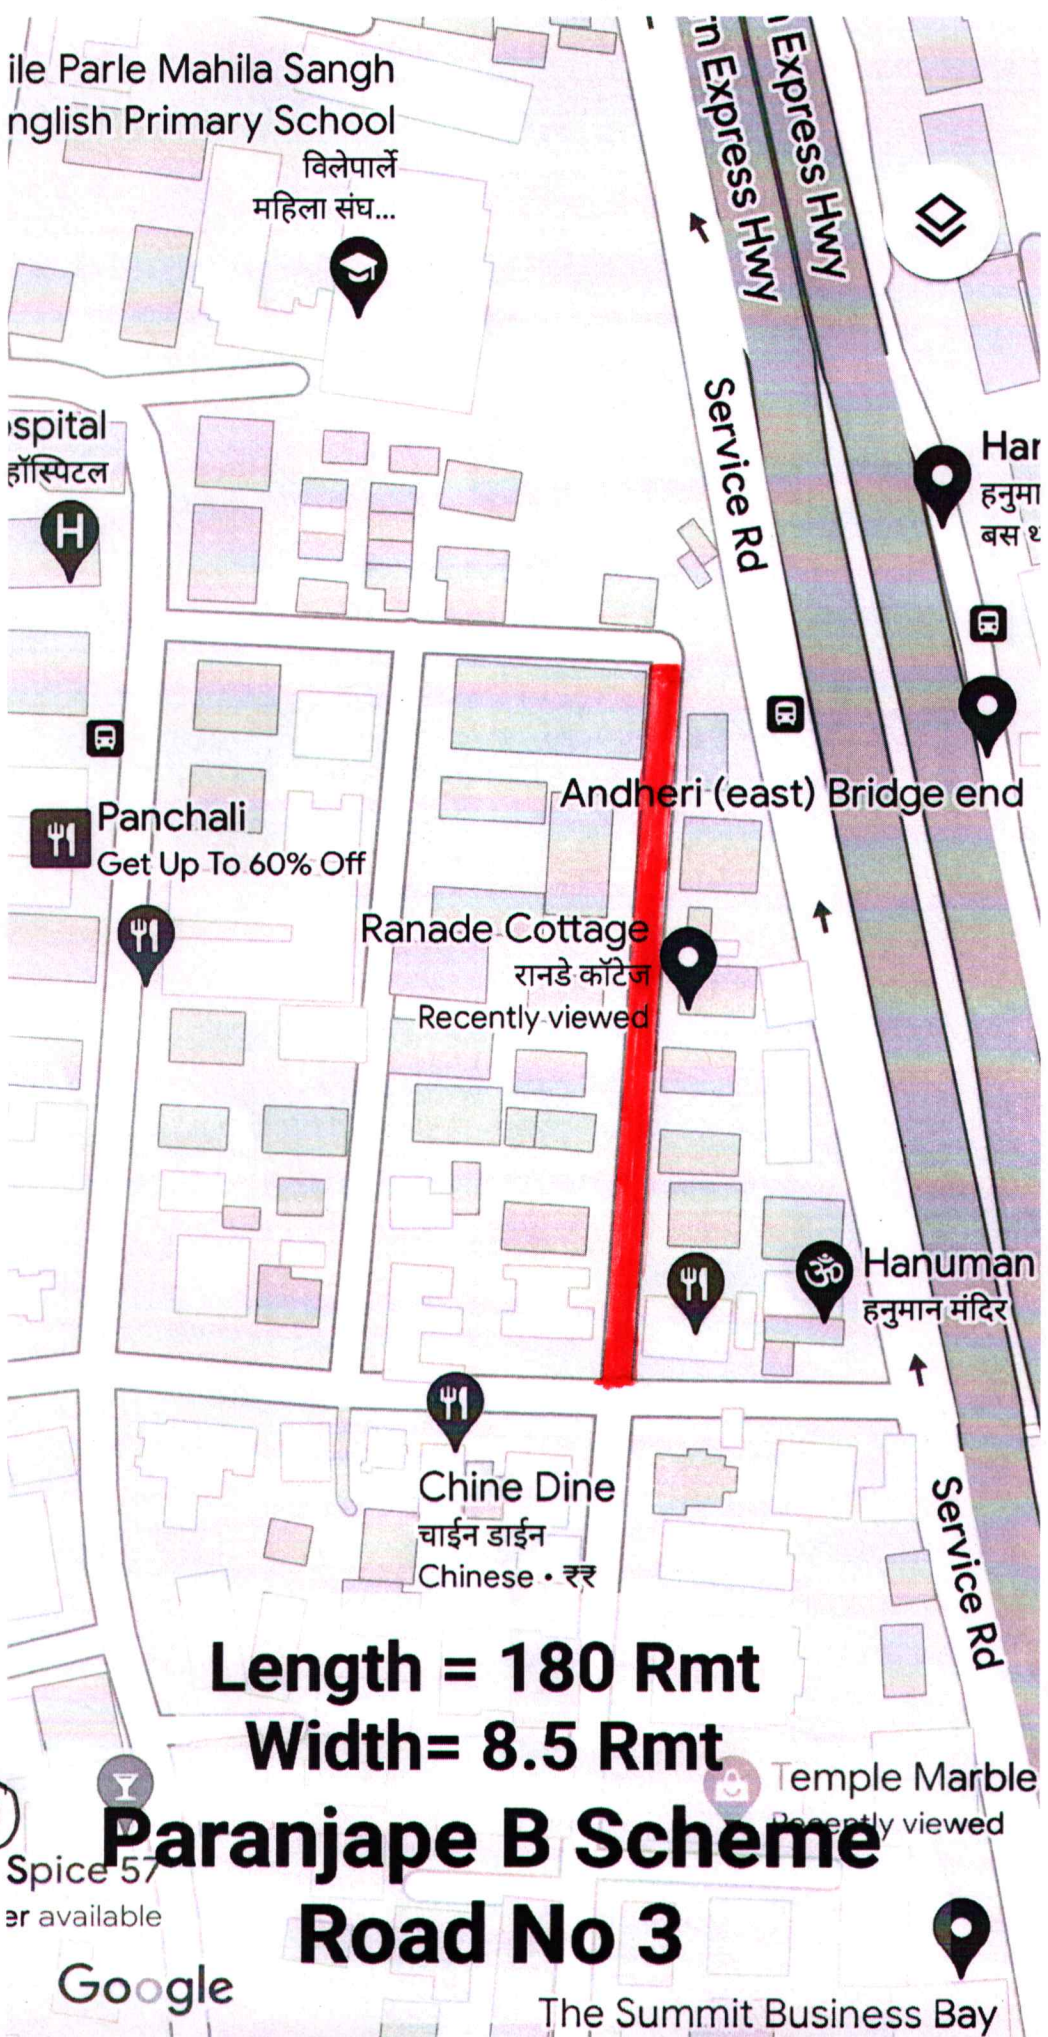 ile Parle Mahila Sangh
nglish Primary School
विलेपार्ले
महिला संघ...
n Express Hwy
Express Hwy
Service Rd
spital
हॉस्पिटल
H
Har
हनुमा
बस थ
Andheri (east) Bridge end
Panchali
Get Up To 60% Off
Ranade Cottage
रानडे कॉटेज
Recently viewed
ॐ
Hanuman
हनुमान मंदिर
Chine Dine
चाईन डाईन
Chinese • ₹₹
Service Rd
Length = 180 Rmt
Width= 8.5 Rmt
Temple Marble
Recently viewed
Paranjape B Scheme
Spice 57
er available
Road No 3
Google
The Summit Business Bay